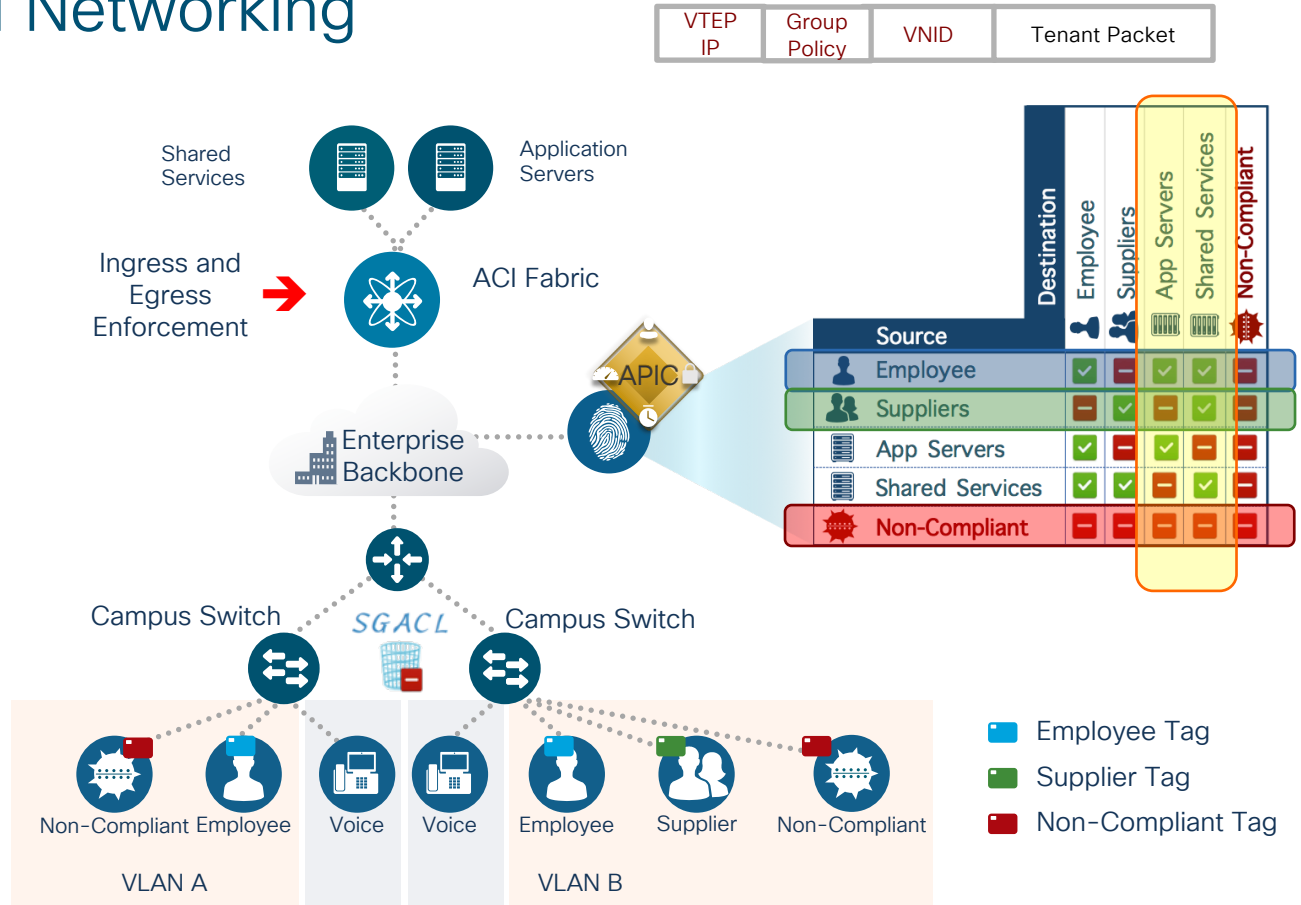 Networking
VTEP
IP
Group
Policy
VNID
Tenant Packet
Shared
Services
Application
Servers
Ingress and
Egress
Enforcement
ACI Fabric
APIC
Enterprise
Backbone
Destination
Employee
Suppliers
App Servers
Shared Services
Non-Compliant
Source
Employee
Suppliers
App Servers
Shared Services
Non-Compliant
Campus Switch
SGACL
Campus Switch
Non-Compliant
Employee
Voice
Voice
Employee
Supplier
Non-Compliant
VLAN A
VLAN B
Employee Tag
Supplier Tag
Non-Compliant Tag